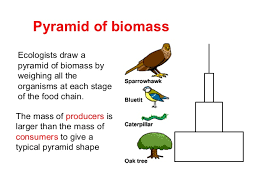 Pyramid of biomass
Ecologists draw a
pyramid of biomass by
weighing all the
organisms at each stage
of the food chain.
The mass of producers is
larger than the mass of
consumers to give a
typical pyramid shape
Sparrowhawk
Bluetit
Caterpillar
Oak tree